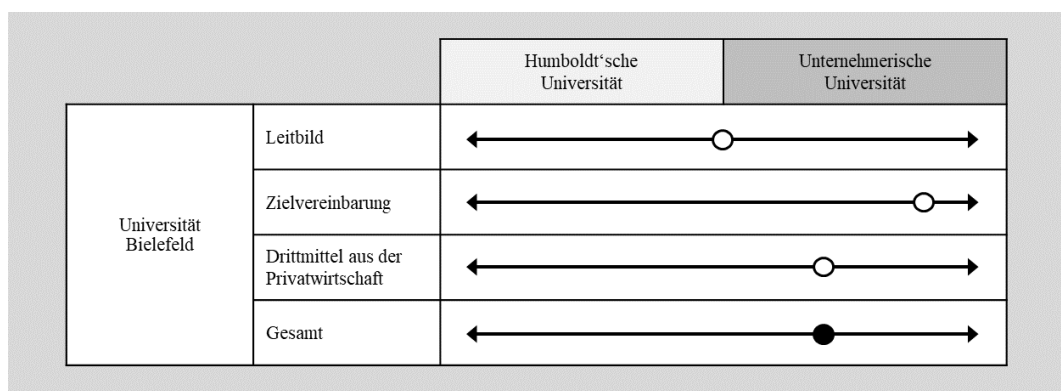 Humboldt‘sche
Universität
Unternehmerische
Universität
Universität
Bielefeld
Leitbild
Zielvereinbarung
Drittmittel aus der
Privatwirtschaft
Gesamt